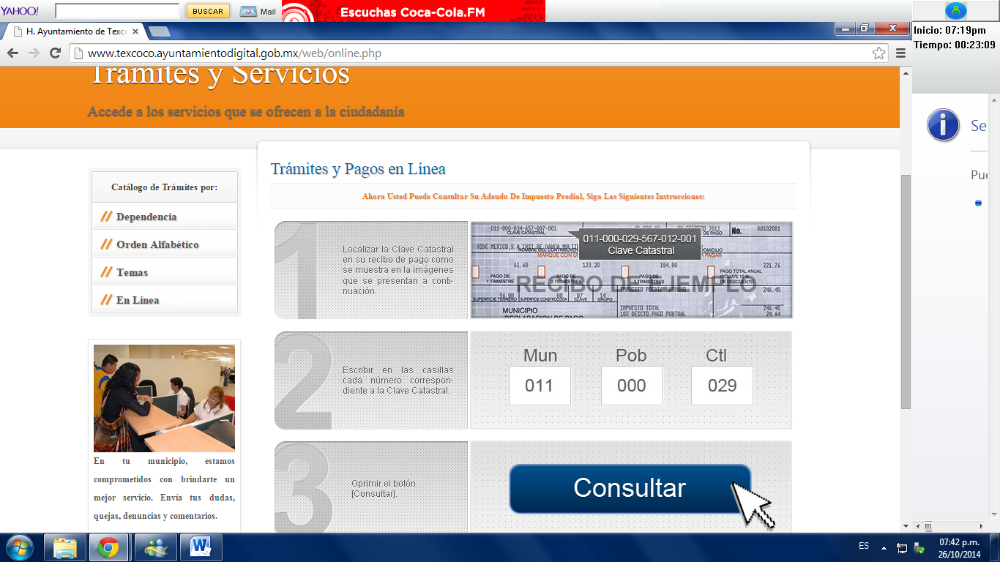 YAHOO! BUSCAR Mail Escuchas Coca-Cola.FM
H. Ayuntamiento de Texco
Inicio: 07:19pm
Tiempo: 00:23:09
www.texcoco.ayuntamientodigital.gob.mx/web/online.php
Trámites y Servicios
Accede a los servicios que se ofrecen a la ciudadanía
Se
Pue
Catálogo de Trámites por:
// Dependencia
// Orden Alfabético
// Temas
// En Línea
En tu municipio, estamos
comprometidos con brindarte un
mejor servicio. Envía tus dudas,
quejas, denuncias y comentarios.
Trámites y Pagos en Línea
Ahora Usted Puede Consultar Su Adeudo De Impuesto Predial, Siga Las Siguientes Instrucciones:
1
Localizar la Clave Catastral
en su recibo de pago como
se muestra en la imágenes
que se presentan a conti-
nuación.
011-000-034-657-007-001
CLAVE CATASTRAL
FEBRERO 2011
DE PAGO
No. 00102081
011-000-029-567-012-001
Clave Catastral
NOMBRE DEL CONTRIBUYEN
DOMICILIO
MARQUE CON UN
A PAGAR
61.60 123.20 184.80 221.76
PAGO DE
1 TRIMESTRE
PAGO DE
2 TRIMESTRES
PAGO DE
3 TRIMESTRES
PAGO TOTAL ANUAL
INCLUYE 10 %
DE DESCUENTO
RECIBO DE EJEMPLO
IMPUESTO PREDIAL URBANO 246.40
96.00 00 07 14
SUPERFICIE TERRENO SUPERFICIE CONSTRUCCION CLAVE GRUPO
MUNICIPIO
DECLARACION DE PAGO
IMPUESTO TOTAL 246.40
10% DESCTO.PAGO PUNTUAL 24.64
2
Escribir en las casillas
cada número correspon-
diente a la Clave Catastral.
Mun Pob Ctl
011 000 029
3
Oprimir el botón
[Consultar].
Consultar
ES
07:42 p.m.
26/10/2014